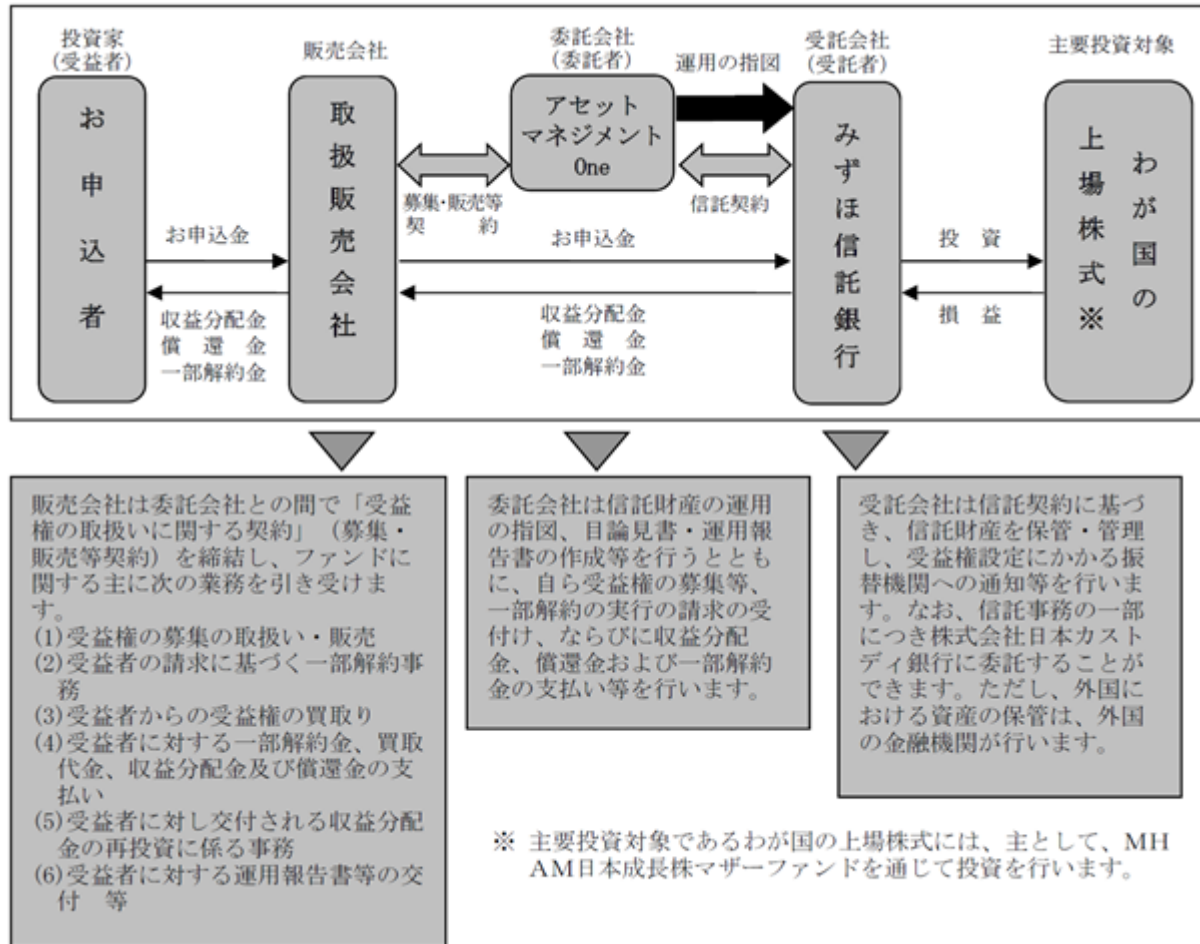 投資家
(受益者)
販売会社
委託会社
(委託者)
運用の指図
受託会社
(受託者)
主要投資対象
お申込者
取扱販売会社
アセット
マネジメント
One
みずほ信託銀行
わが国の
上場株式※
募集・販売等
契 約
信託契約
お申込金
お申込金
投 資
収益分配金
償 還 金
一部解約金
収益分配金
償 還 金
一部解約金
損 益
販売会社は委託会社との間で「受益
権の取扱いに関する契約」（募集・
販売等契約）を締結し、ファンドに
関する主に次の業務を引き受けま
す。
(1)受益権の募集の取扱い・販売
(2)受益者の請求に基づく一部解約事
務
(3)受益者からの受益権の買取り
(4)受益者に対する一部解約金、買取
代金、収益分配金及び償還金の支
払い
(5)受益者に対し交付される収益分配
金の再投資に係る事務
(6)受益者に対する運用報告書等の交
付 等
委託会社は信託財産の運用
の指図、目論見書・運用報
告書の作成等を行うととも
に、自ら受益権の募集等、
一部解約の実行の請求の受
付け、ならびに収益分配
金、償還金および一部解約
金の支払い等を行います。
受託会社は信託契約に基づ
き、信託財産を保管・管理
し、受益権設定にかかる振
替機関への通知等を行いま
す。なお、信託事務の一部
につき株式会社日本カスト
ディ銀行に委託することが
できます。ただし、外国に
おける資産の保管は、外国
の金融機関が行います。
※ 主要投資対象であるわが国の上場株式には、主として、ＭＨ
ＡＭ日本成長株マザーファンドを通じて投資を行います。